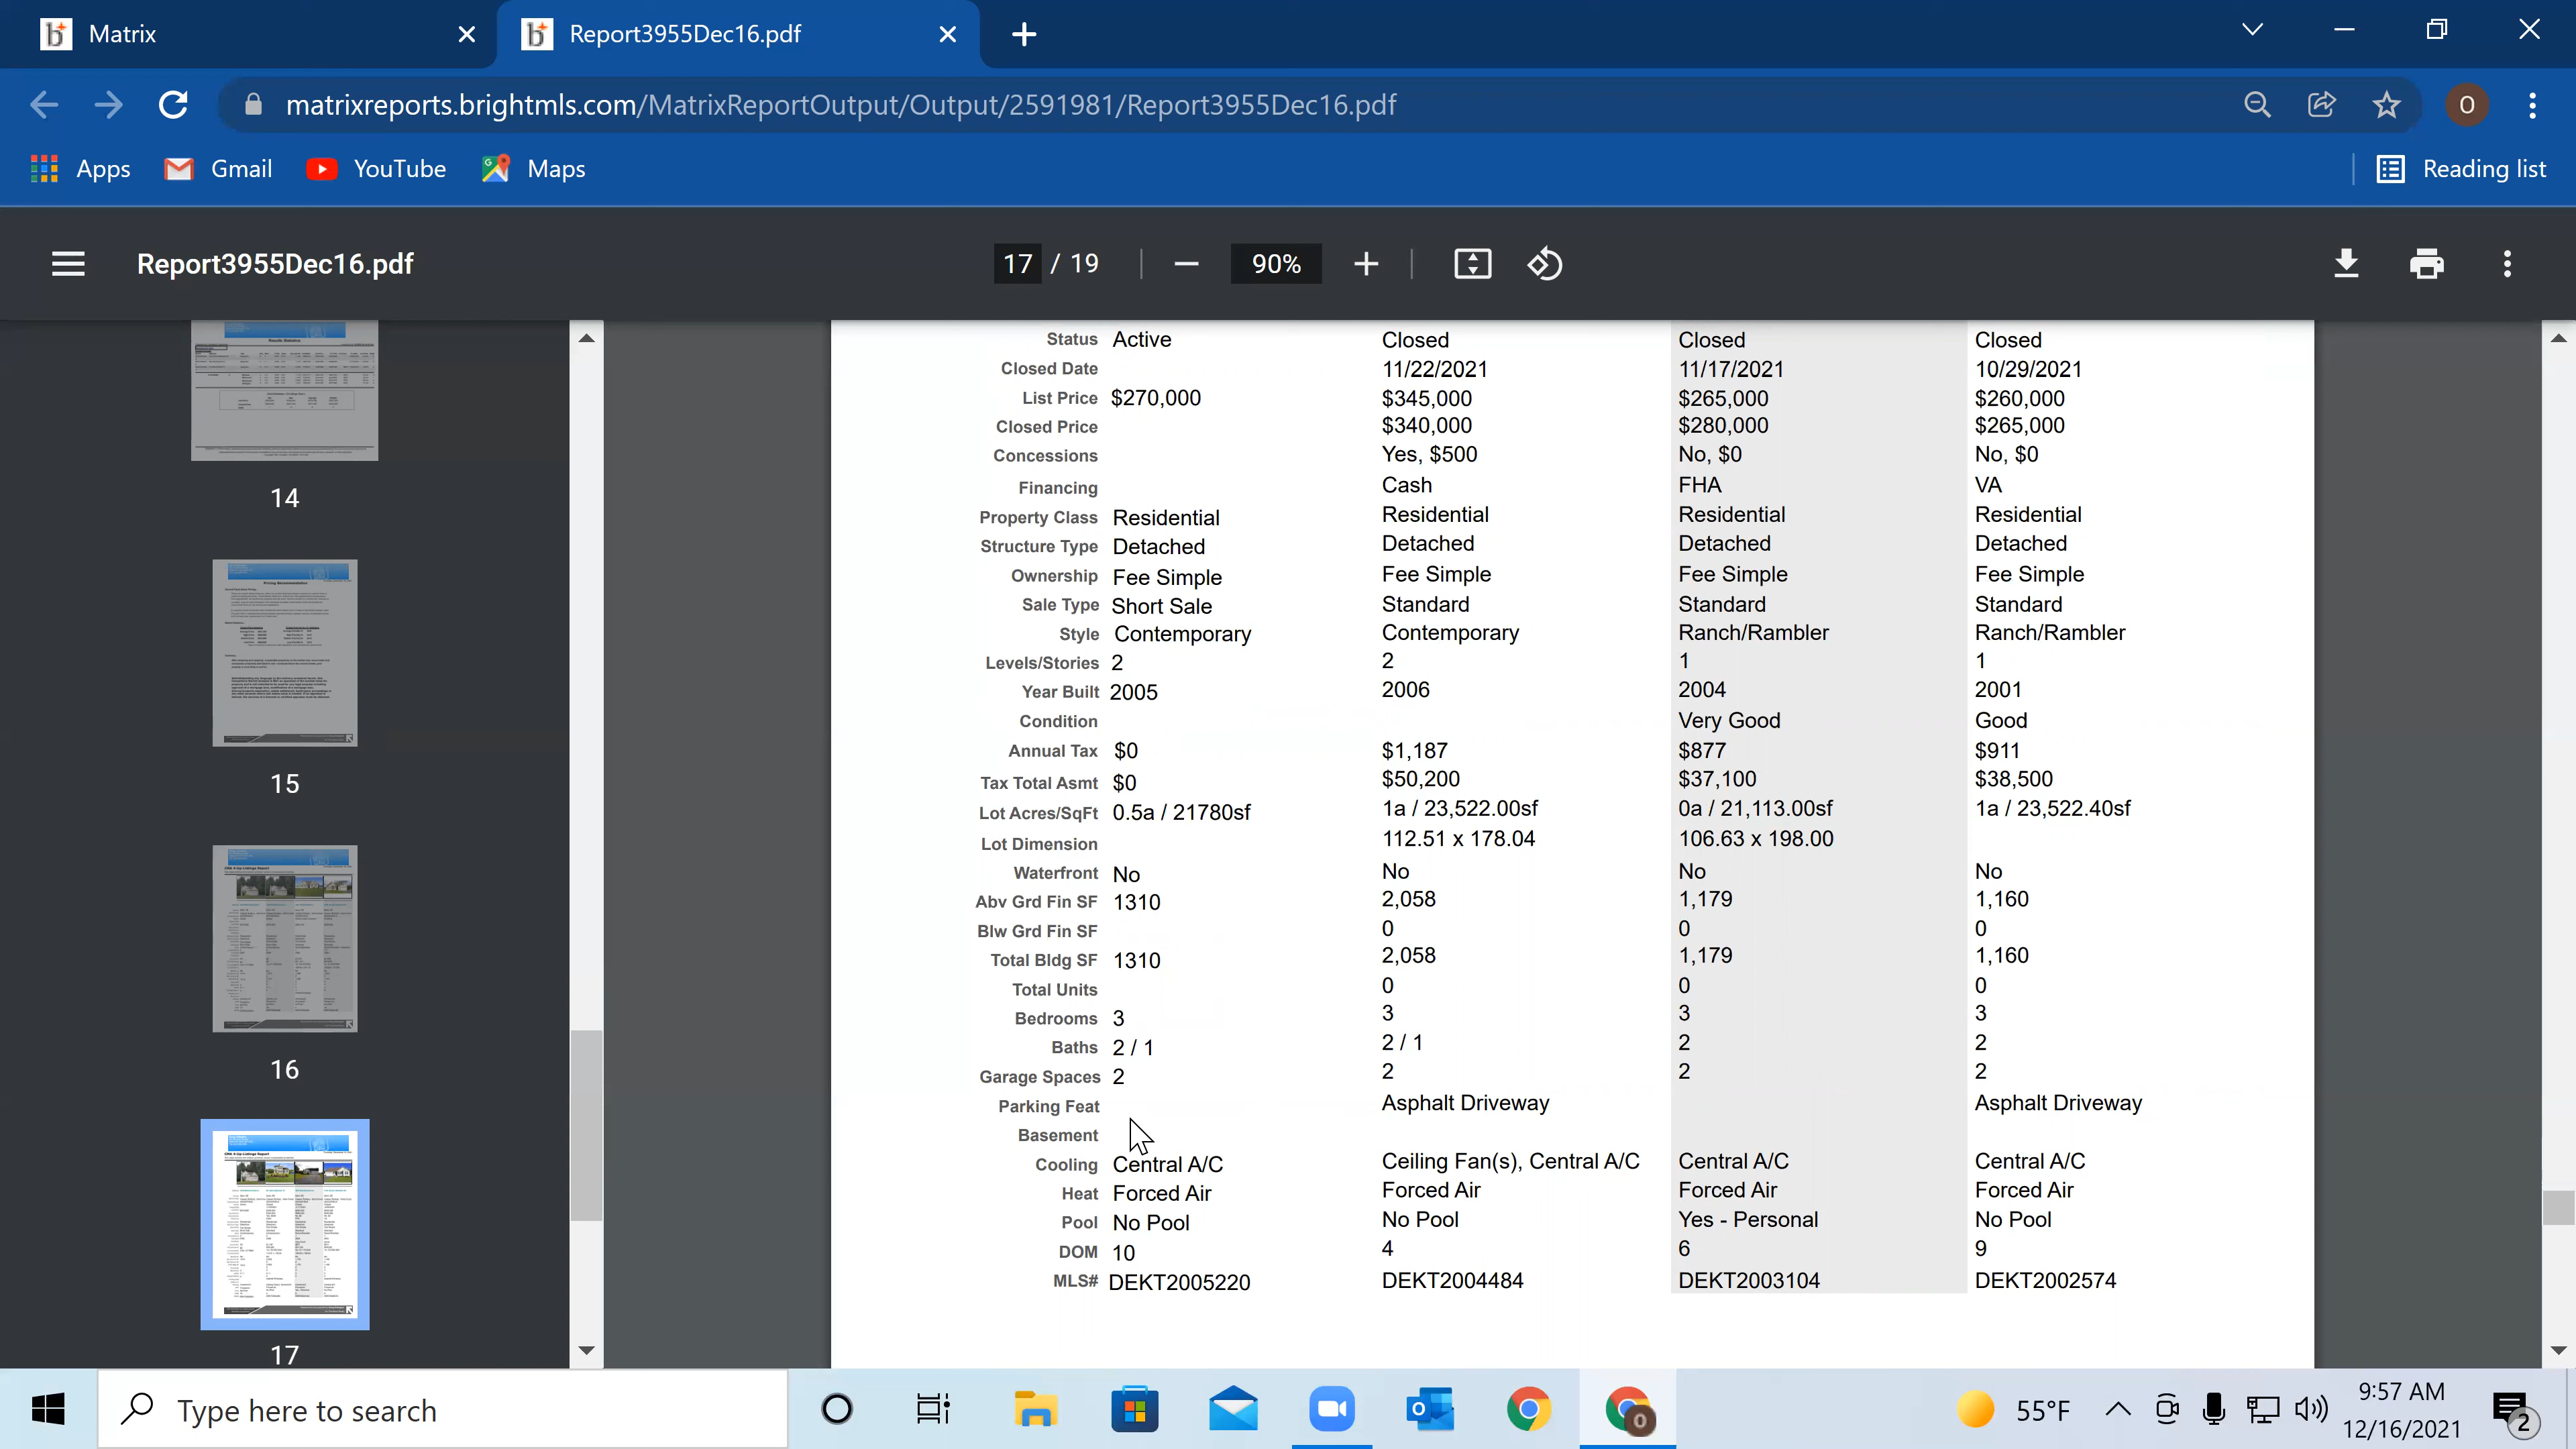 Matrix
Report3955Dec16.pdf
matrixreports.brightmls.com/MatrixReportOutput/Output/2591981/Report3955Dec16.pdf
O
Apps Gmail YouTube Maps Reading list
Report3955Dec16.pdf 17 / 19 90%
14
15
16
17
Status Active Closed Closed Closed
Closed Date 11/22/2021 11/17/2021 10/29/2021
List Price $270,000 $345,000 $265,000 $260,000
Closed Price $340,000 $280,000 $265,000
Concessions Yes, $500 No, $0 No, $0
Financing Cash FHA VA
Property Class Residential Residential Residential Residential
Structure Type Detached Detached Detached Detached
Ownership Fee Simple Fee Simple Fee Simple Fee Simple
Sale Type Short Sale Standard Standard Standard
Style Contemporary Contemporary Ranch/Rambler Ranch/Rambler
Levels/Stories 2 2 1 1
Year Built 2005 2006 2004 2001
Condition Very Good Good
Annual Tax $0 $1,187 $877 $911
Tax Total Asmt $0 $50,200 $37,100 $38,500
Lot Acres/SqFt 0.5a / 21780sf 1a / 23,522.00sf 0a / 21,113.00sf 1a / 23,522.40sf
Lot Dimension 112.51 x 178.04 106.63 x 198.00
Waterfront No No No No
Abv Grd Fin SF 1310 2,058 1,179 1,160
Blw Grd Fin SF 0 0 0
Total Bldg SF 1310 2,058 1,179 1,160
Total Units 0 0 0
Bedrooms 3 3 3 3
Baths 2 / 1 2 / 1 2 2
Garage Spaces 2 2 2 2
Parking Feat Asphalt Driveway Asphalt Driveway
Basement
Cooling Central A/C Ceiling Fan(s), Central A/C Central A/C Central A/C
Heat Forced Air Forced Air Forced Air Forced Air
Pool No Pool No Pool Yes - Personal No Pool
DOM 10 4 6 9
MLS# DEKT2005220 DEKT2004484 DEKT2003104 DEKT2002574
Type here to search
55°F
9:57 AM
12/16/2021
2